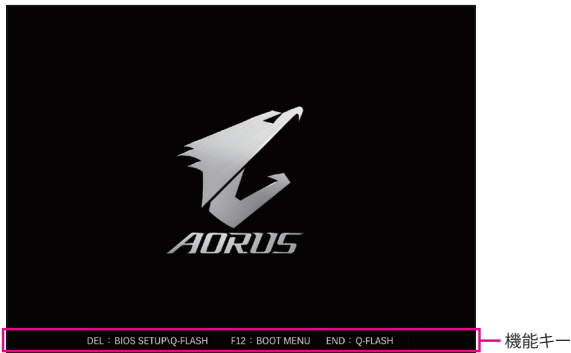 AORUS
DEL : BIOS SETUP\Q-FLASH F12 : BOOT MENU END : Q-FLASH
機能キー